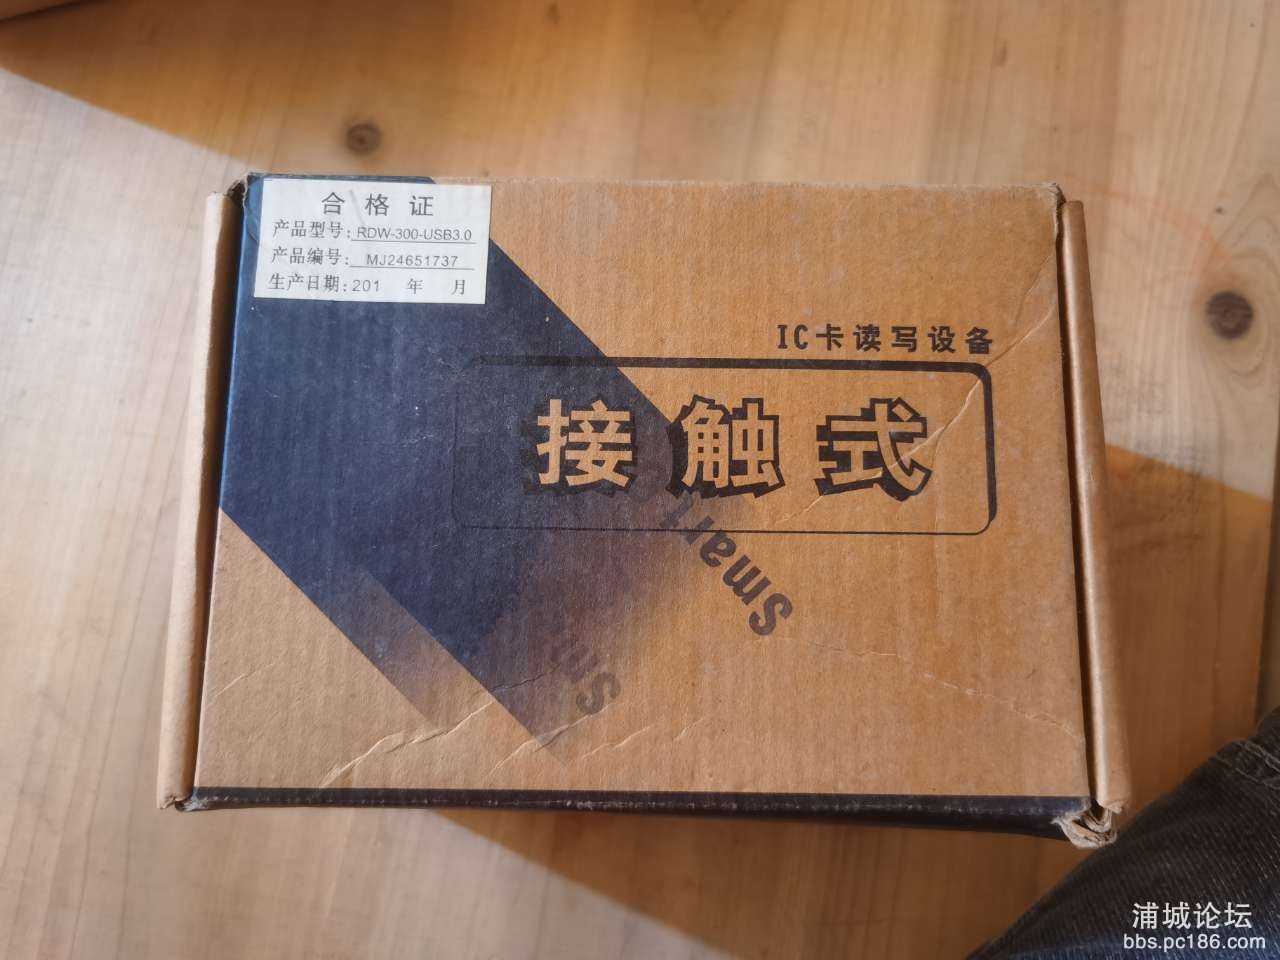 合格证
产品型号: RDW-300-USB3.0
产品编号: MJ24651737
生产日期: 201 年 月
IC卡读写设备
接触式
Smart
Sm
浦城论坛
bbs.pc186.com